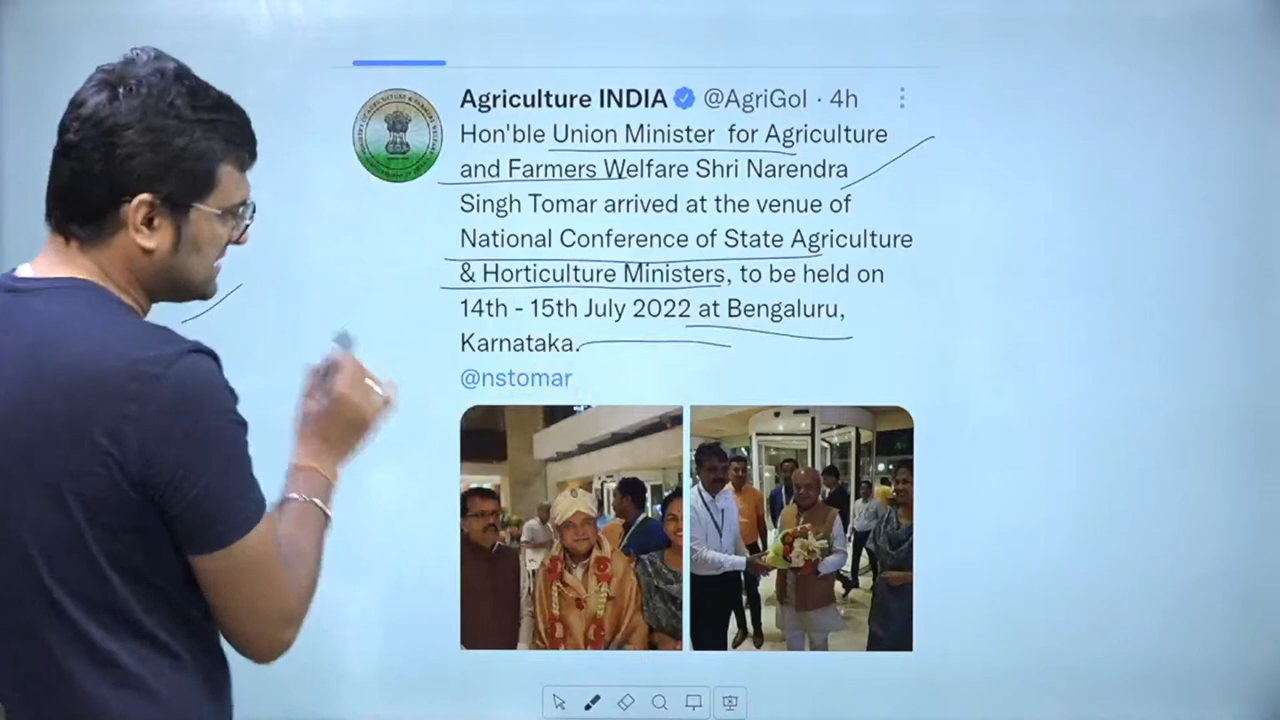 Agriculture INDIA @AgriGoI · 4h
Hon'ble Union Minister for Agriculture
and Farmers Welfare Shri Narendra
Singh Tomar arrived at the venue of
National Conference of State Agriculture
& Horticulture Ministers, to be held on
14th - 15th July 2022 at Bengaluru,
Karnataka.
@nstomar